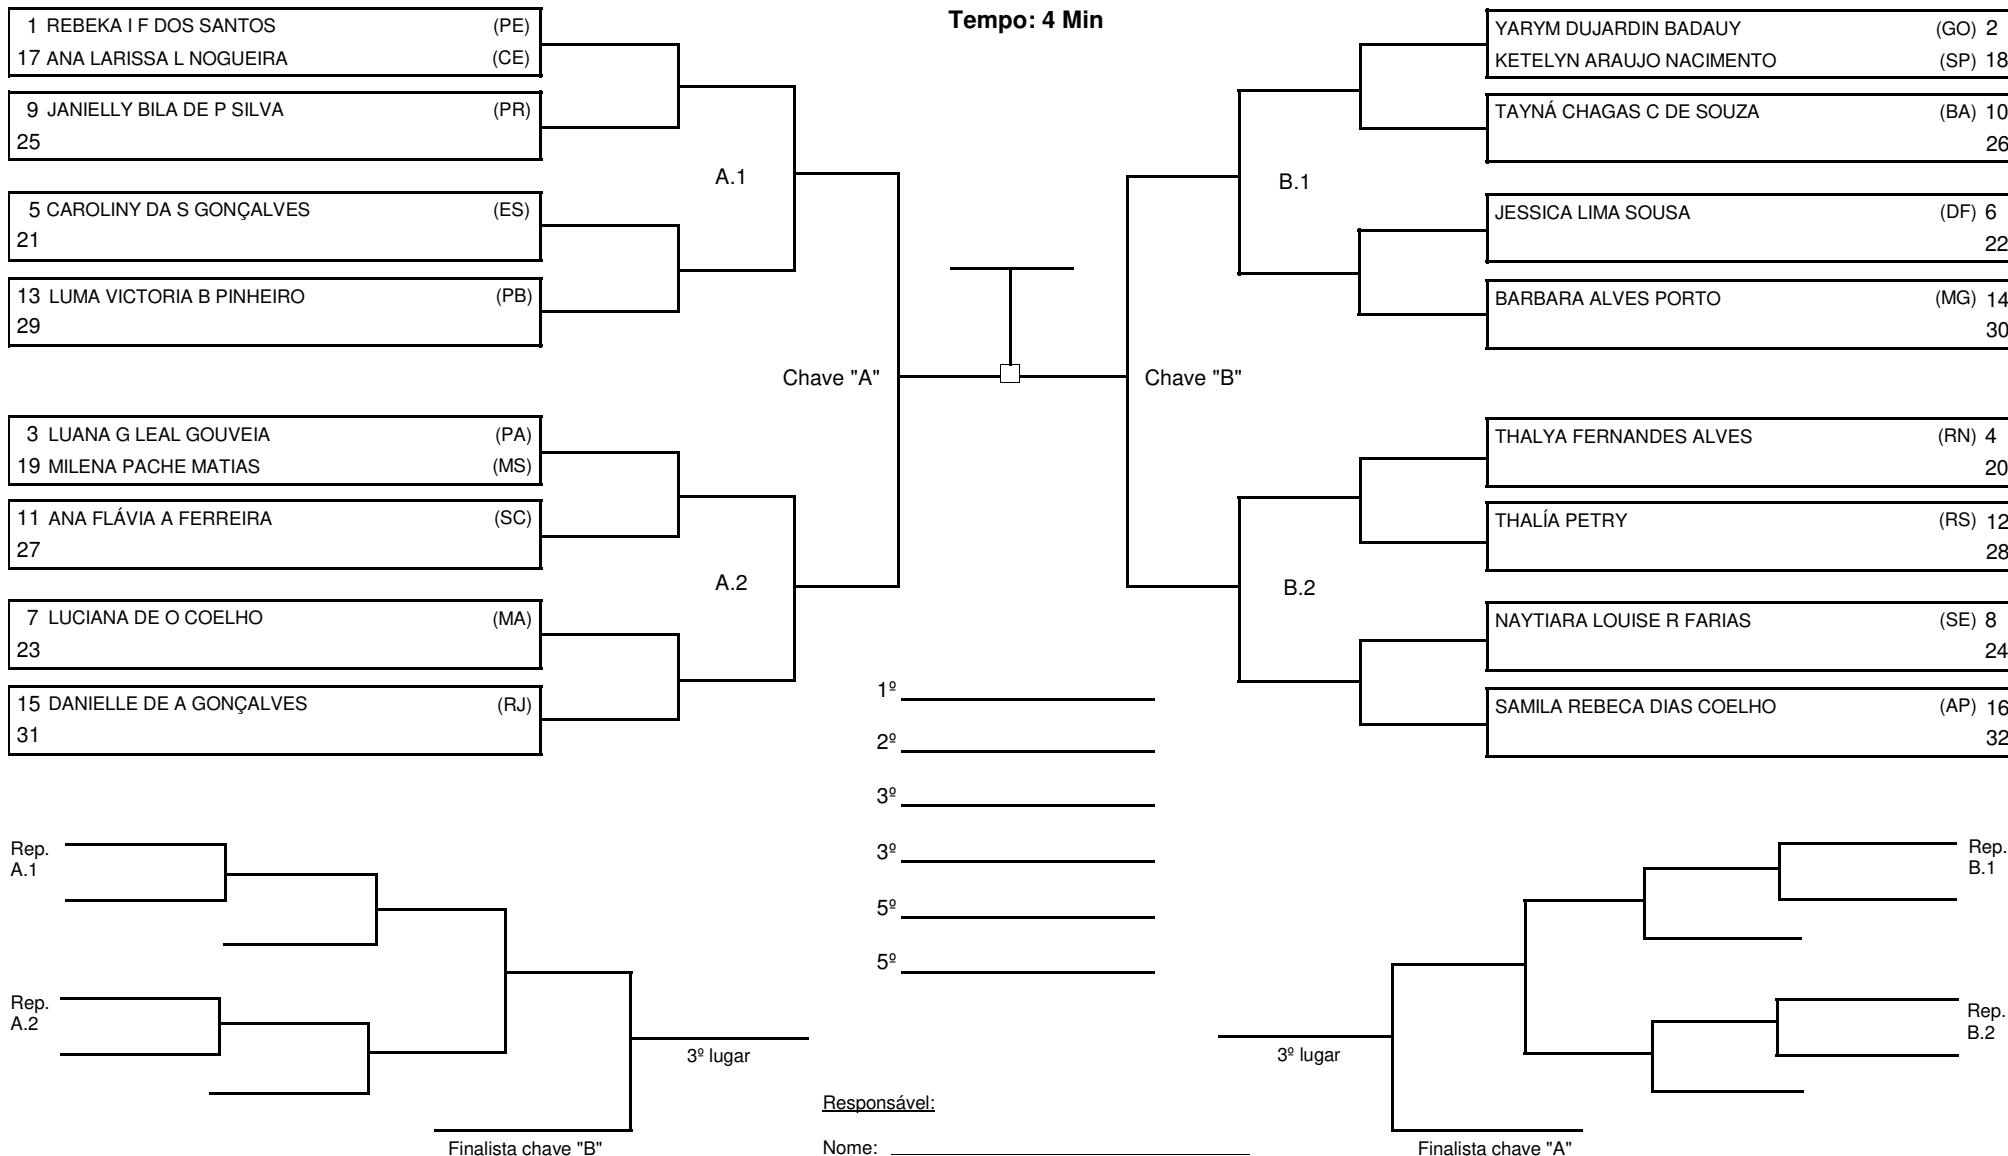 Tempo: 4 Min
1 REBEKA I F DOS SANTOS (PE)
17 ANA LARISSA L NOGUEIRA (CE)
9 JANIELLY BILA DE P SILVA (PR)
25
A.1
5 CAROLINY DA S GONÇALVES (ES)
21
13 LUMA VICTORIA B PINHEIRO (PB)
29
Chave "A"
3 LUANA G LEAL GOUVEIA (PA)
19 MILENA PACHE MATIAS (MS)
11 ANA FLÁVIA A FERREIRA (SC)
27
A.2
7 LUCIANA DE O COELHO (MA)
23
15 DANIELLE DE A GONÇALVES (RJ)
31
YARYM DUJARDIN BADAUY (GO) 2
KETELYN ARAUJO NACIMENTO (SP) 18
TAYNÁ CHAGAS C DE SOUZA (BA) 10
26
B.1
JESSICA LIMA SOUSA (DF) 6
22
BARBARA ALVES PORTO (MG) 14
30
Chave "B"
THALYA FERNANDES ALVES (RN) 4
20
THALÍA PETRY (RS) 12
28
B.2
NAYTIARA LOUISE R FARIAS (SE) 8
24
SAMILA REBECA DIAS COELHO (AP) 16
32
1º
2º
3º
3º
5º
5º
Rep.
A.1
Rep.
A.2
3º lugar
Finalista chave "B"
Rep.
B.1
Rep.
B.2
3º lugar
Finalista chave "A"
Responsável:
Nome: